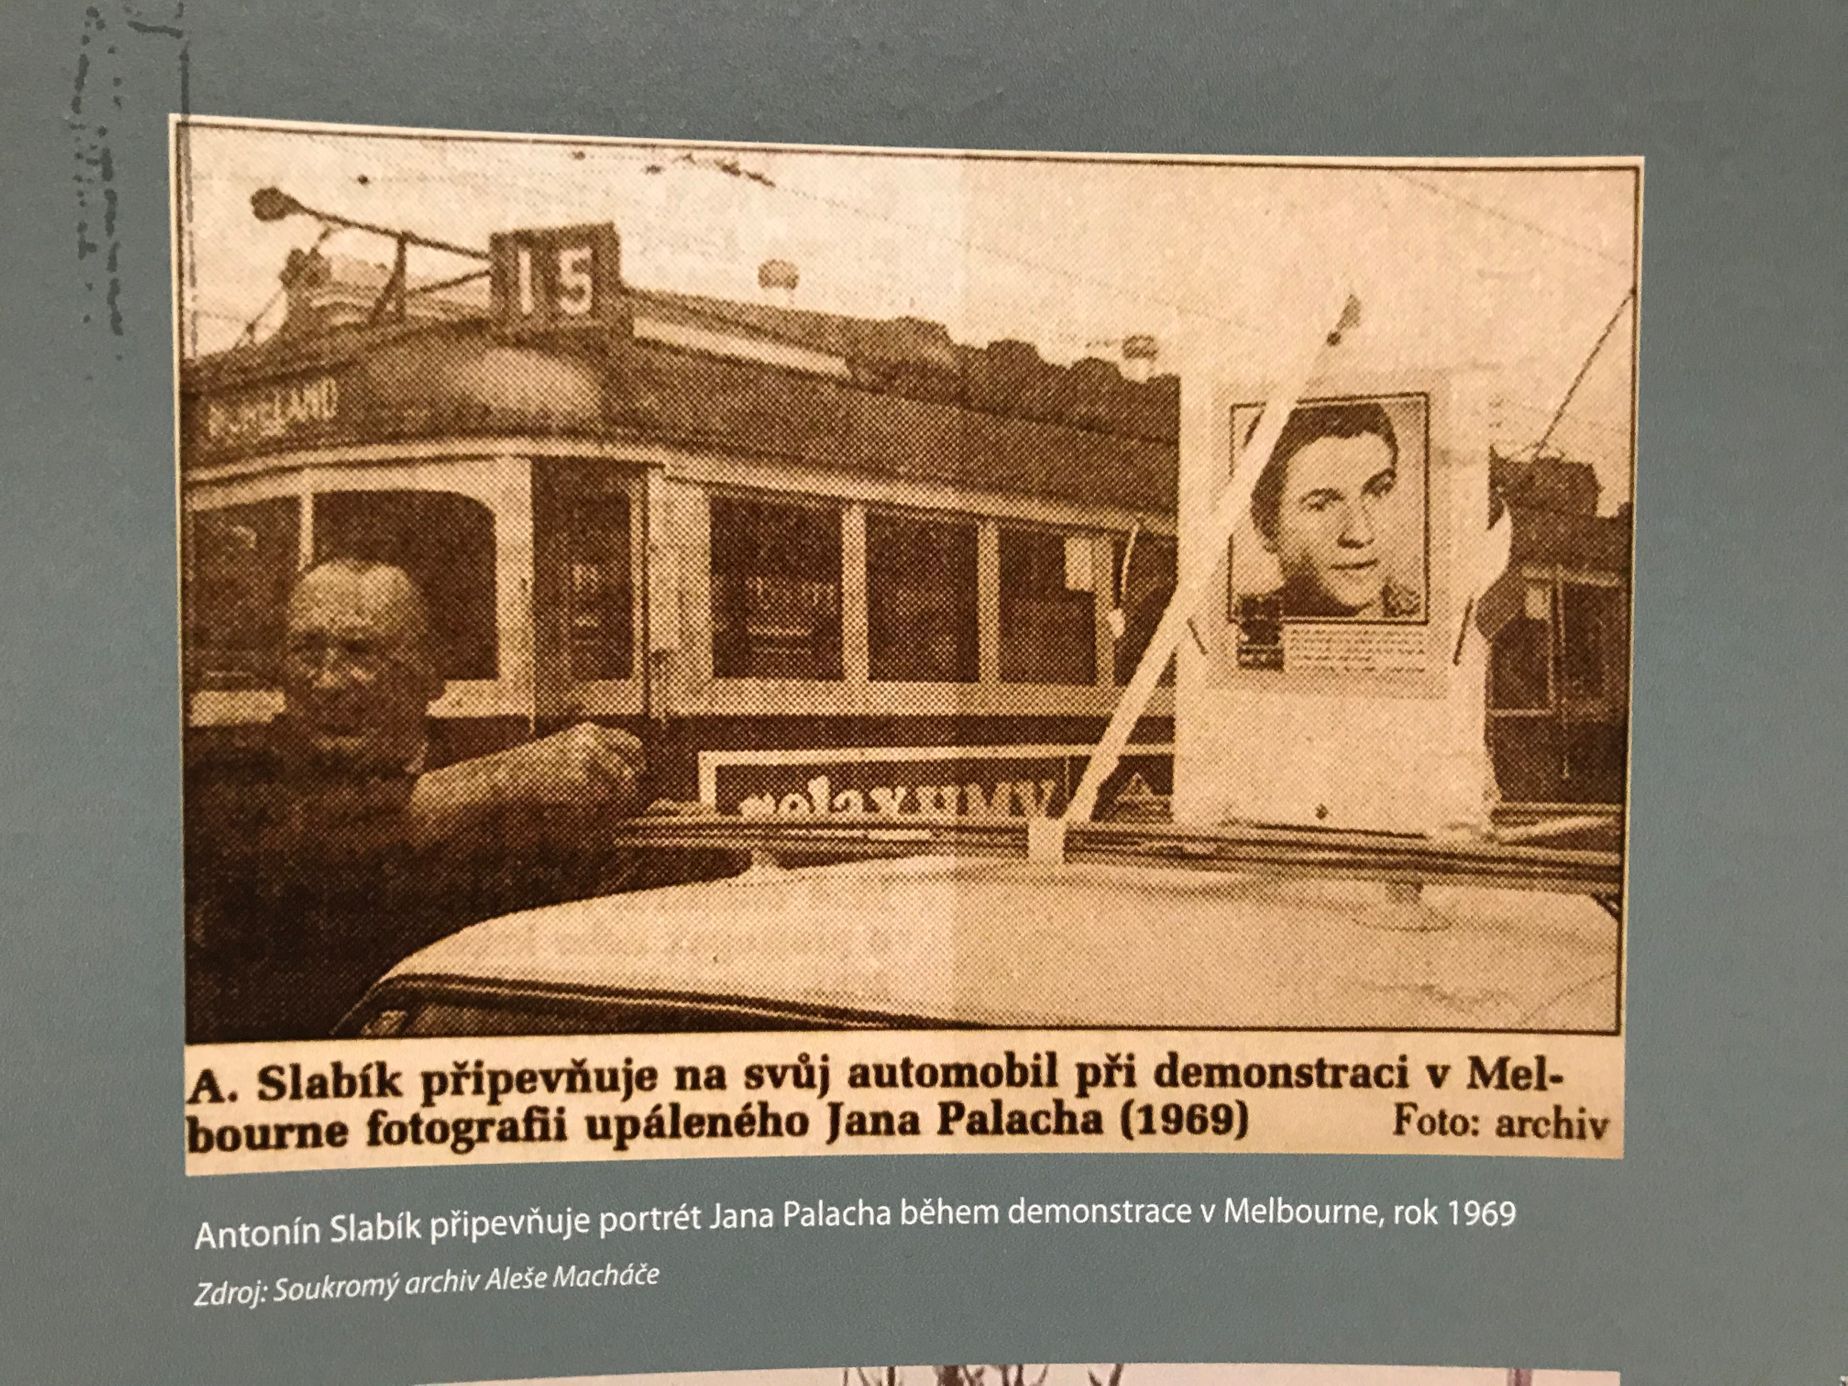 15
A. Slabík připevňuje na svůj automobil při demonstraci v Mel-
bourne fotografii upáleného Jana Palacha (1969) Foto: archiv
Antonín Slabík připevňuje portrét Jana Palacha během demonstrace v Melbourne, rok 1969
Zdroj: Soukromý archiv Aleše Macháče